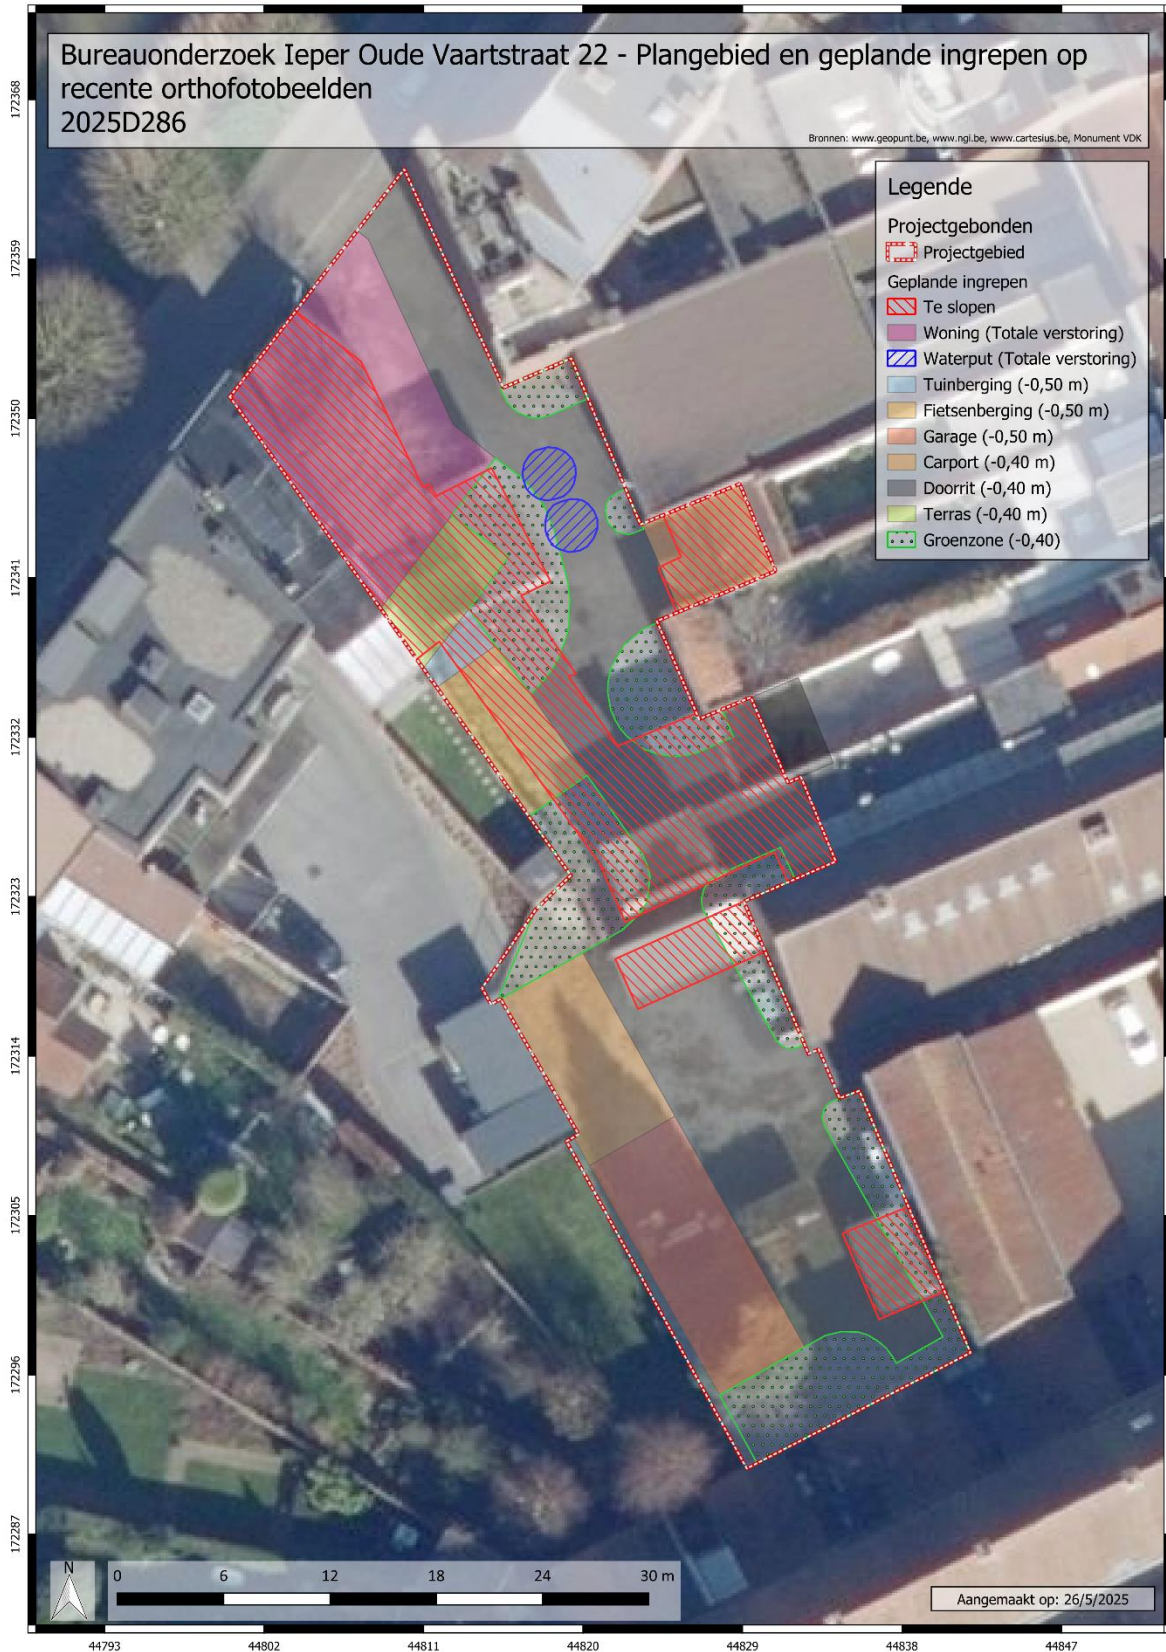 Bureauonderzoek Ieper Oude Vaartstraat 22 - Plangebied en geplande ingrepen op
recente orthofotobeelden
2025D286
Bronnen: www.geopunt.be, www.ngi.be, www.cartesius.be, Monument VDK
Legende
Projectgebonden
Projectgebied
Geplande ingrepen
Te slopen
Woning (Totale verstoring)
Waterput (Totale verstoring)
Tuinberging (-0,50 m)
Fietsenberging (-0,50 m)
Garage (-0,50 m)
Carport (-0,40 m)
Doorrit (-0,40 m)
Terras (-0,40 m)
Groenzone (-0,40)
172368
172359
172350
172341
172332
172323
172314
172305
172296
172287
N
0 6 12 18 24 30 m
Aangemaakt op: 26/5/2025
44793 44802 44811 44820 44829 44838 44847